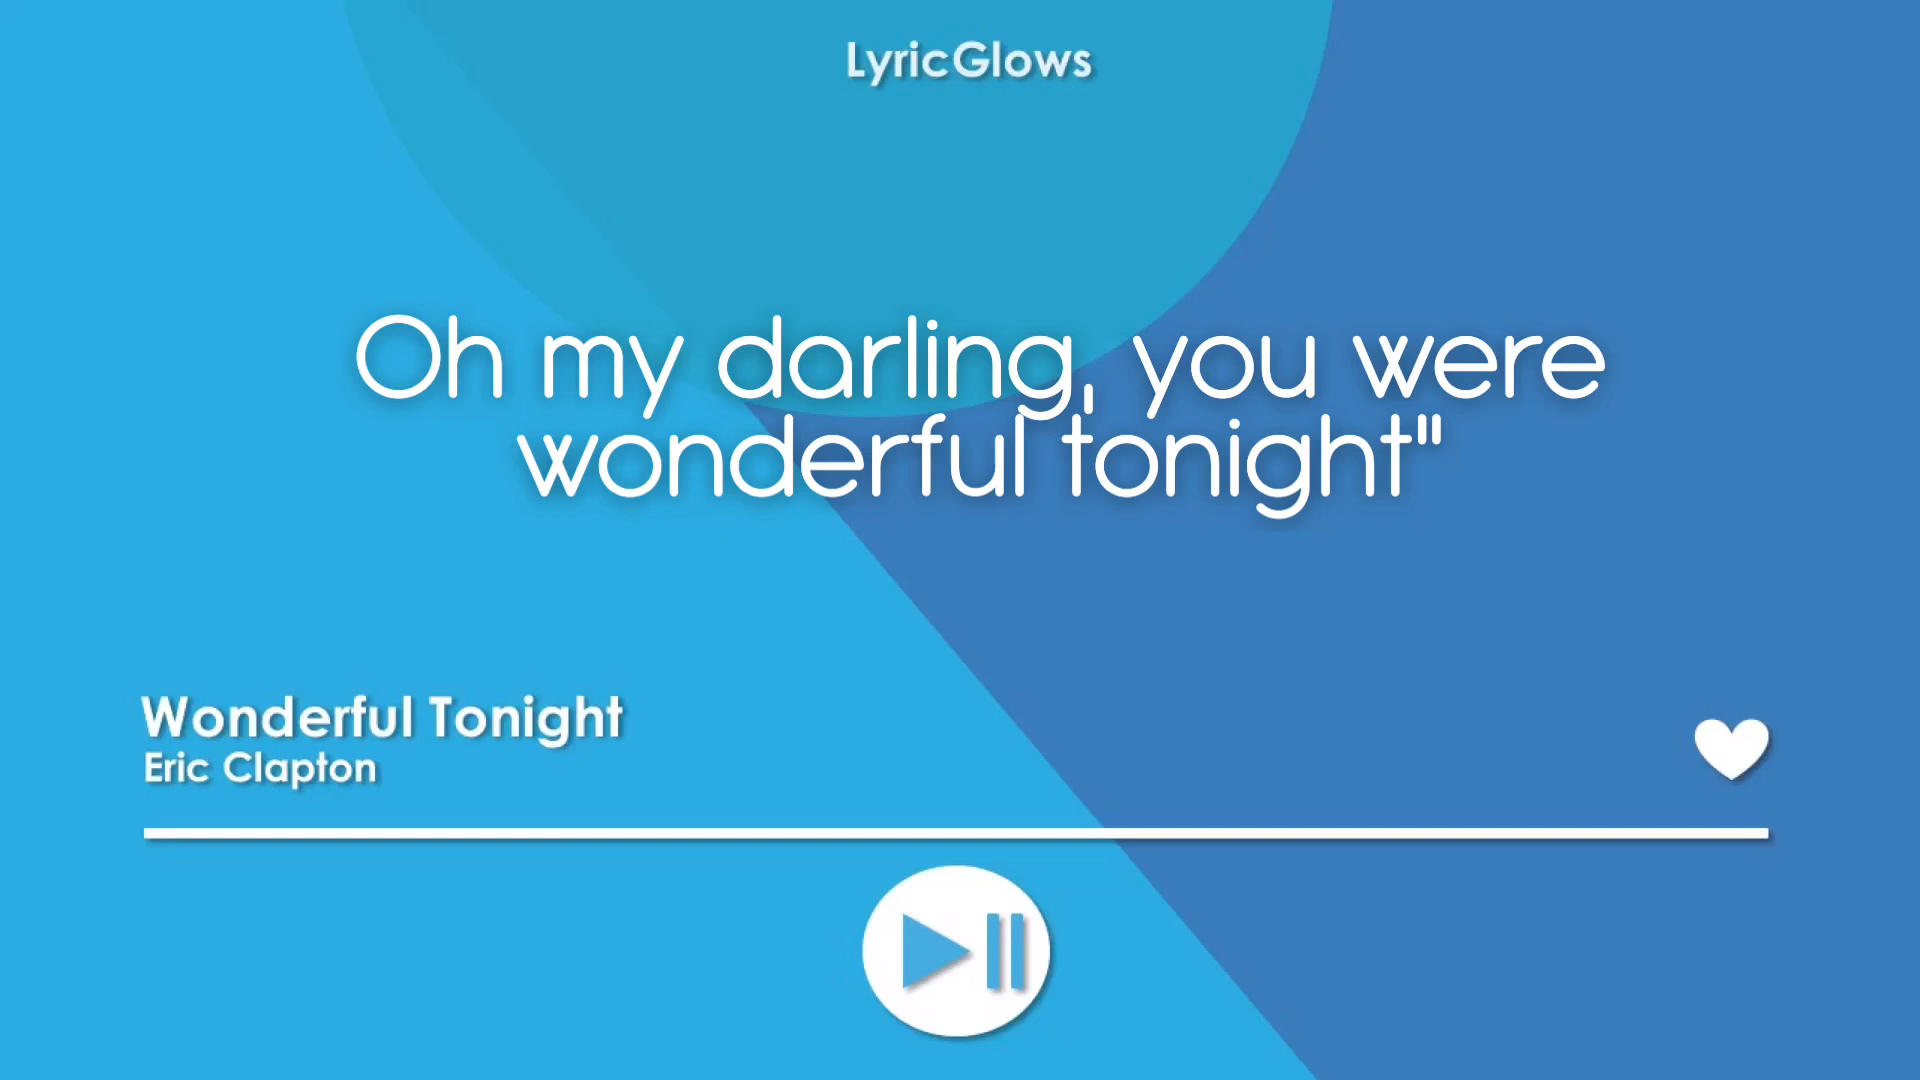 LyricGlows
Oh my darling, you were
wonderful tonight"
Wonderful Tonight
Eric Clapton